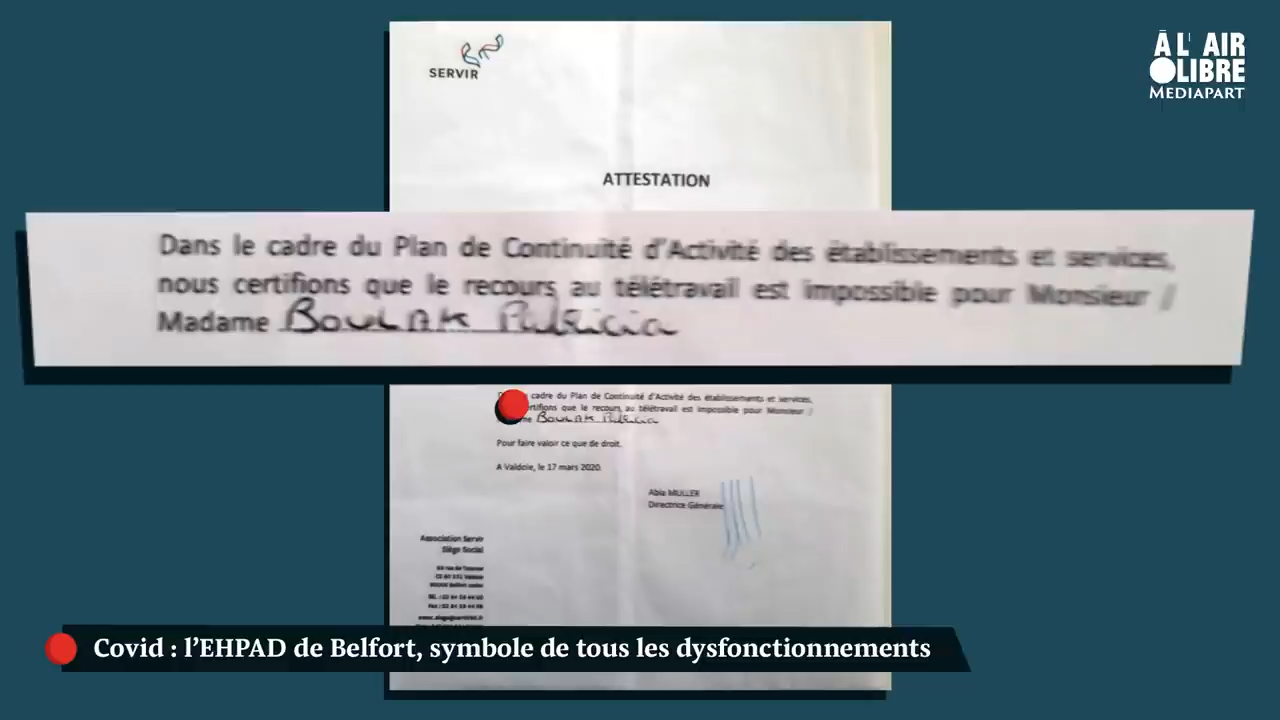 SERVIR
À L' AIR
LIBRE
MEDIAPART
ATTESTATION
Dans le cadre du Plan de Continuité d'Activité des établissements et services,
nous certifions que le recours au télétravail est impossible pour Monsieur /
Madame BOULAK Patricia
cadre du Plan de Continuité d'Activité des établissements et services,
ertifions que le recours au télétravail est impossible pour Monsieur /
me BOULAK Patricia
Pour faire valoir ce que de droit.
A Valdoie, le 17 mars 2020.
MULLER
Directrice Générale
Association Servir
Siège Social
Covid : l'EHPAD de Belfort, symbole de tous les dysfonctionnements